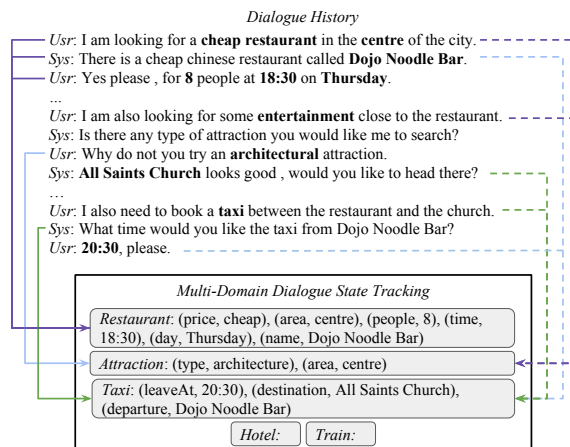 Dialogue History
Usr: I am looking for a cheap restaurant in the centre of the city.
Sys: There is a cheap chinese restaurant called Dojo Noodle Bar.
Usr: Yes please , for 8 people at 18:30 on Thursday.
...
Usr: I am also looking for some entertainment close to the restaurant.
Sys: Is there any type of attraction you would like me to search?
Usr: Why do not you try an architectural attraction.
Sys: All Saints Church looks good , would you like to head there?
...
Usr: I also need to book a taxi between the restaurant and the church.
Sys: What time would you like the taxi from Dojo Noodle Bar?
Usr: 20:30, please.
Multi-Domain Dialogue State Tracking
Restaurant: (price, cheap), (area, centre), (people, 8), (time,
18:30), (day, Thursday), (name, Dojo Noodle Bar)
Attraction: (type, architecture), (area, centre)
Taxi: (leaveAt, 20:30), (destination, All Saints Church),
(departure, Dojo Noodle Bar)
Hotel: Train: